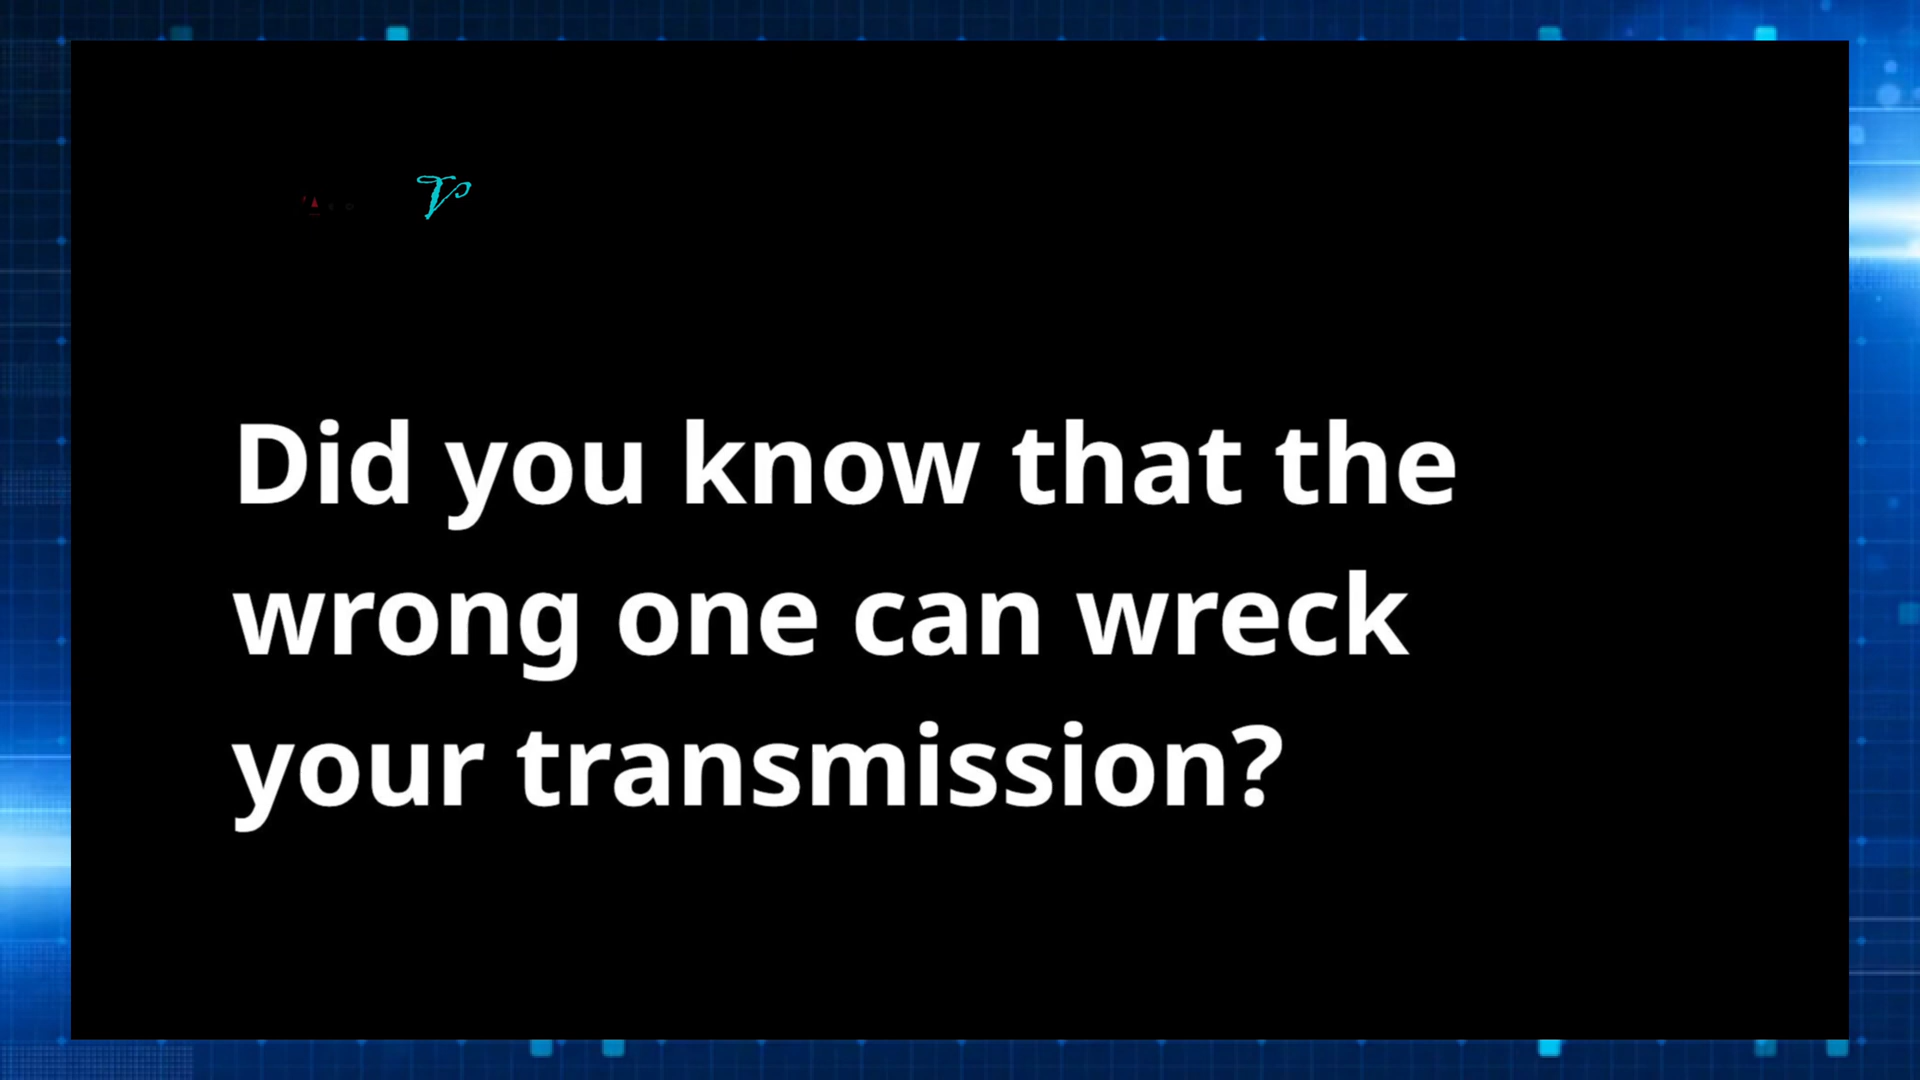 Did you know that the
wrong one can wreck
your transmission?